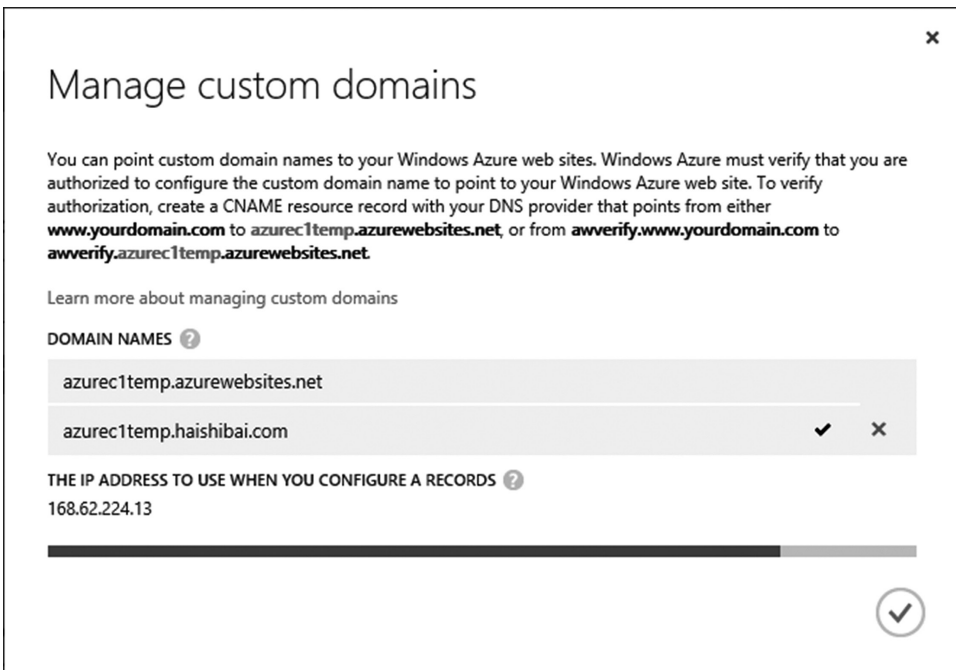 Manage custom domains
You can point custom domain names to your Windows Azure web sites. Windows Azure must verify that you are
authorized to configure the custom domain name to point to your Windows Azure web site. To verify
authorization, create a CNAME resource record with your DNS provider that points from either
www.yourdomain.com to azurec1temp.azurewebsites.net, or from awverify.www.yourdomain.com to
awverify.azurec1temp.azurewebsites.net.
Learn more about managing custom domains
DOMAIN NAMES ?
azurec1temp.azurewebsites.net
azurec1temp.haishibai.com
THE IP ADDRESS TO USE WHEN YOU CONFIGURE A RECORDS ?
168.62.224.13